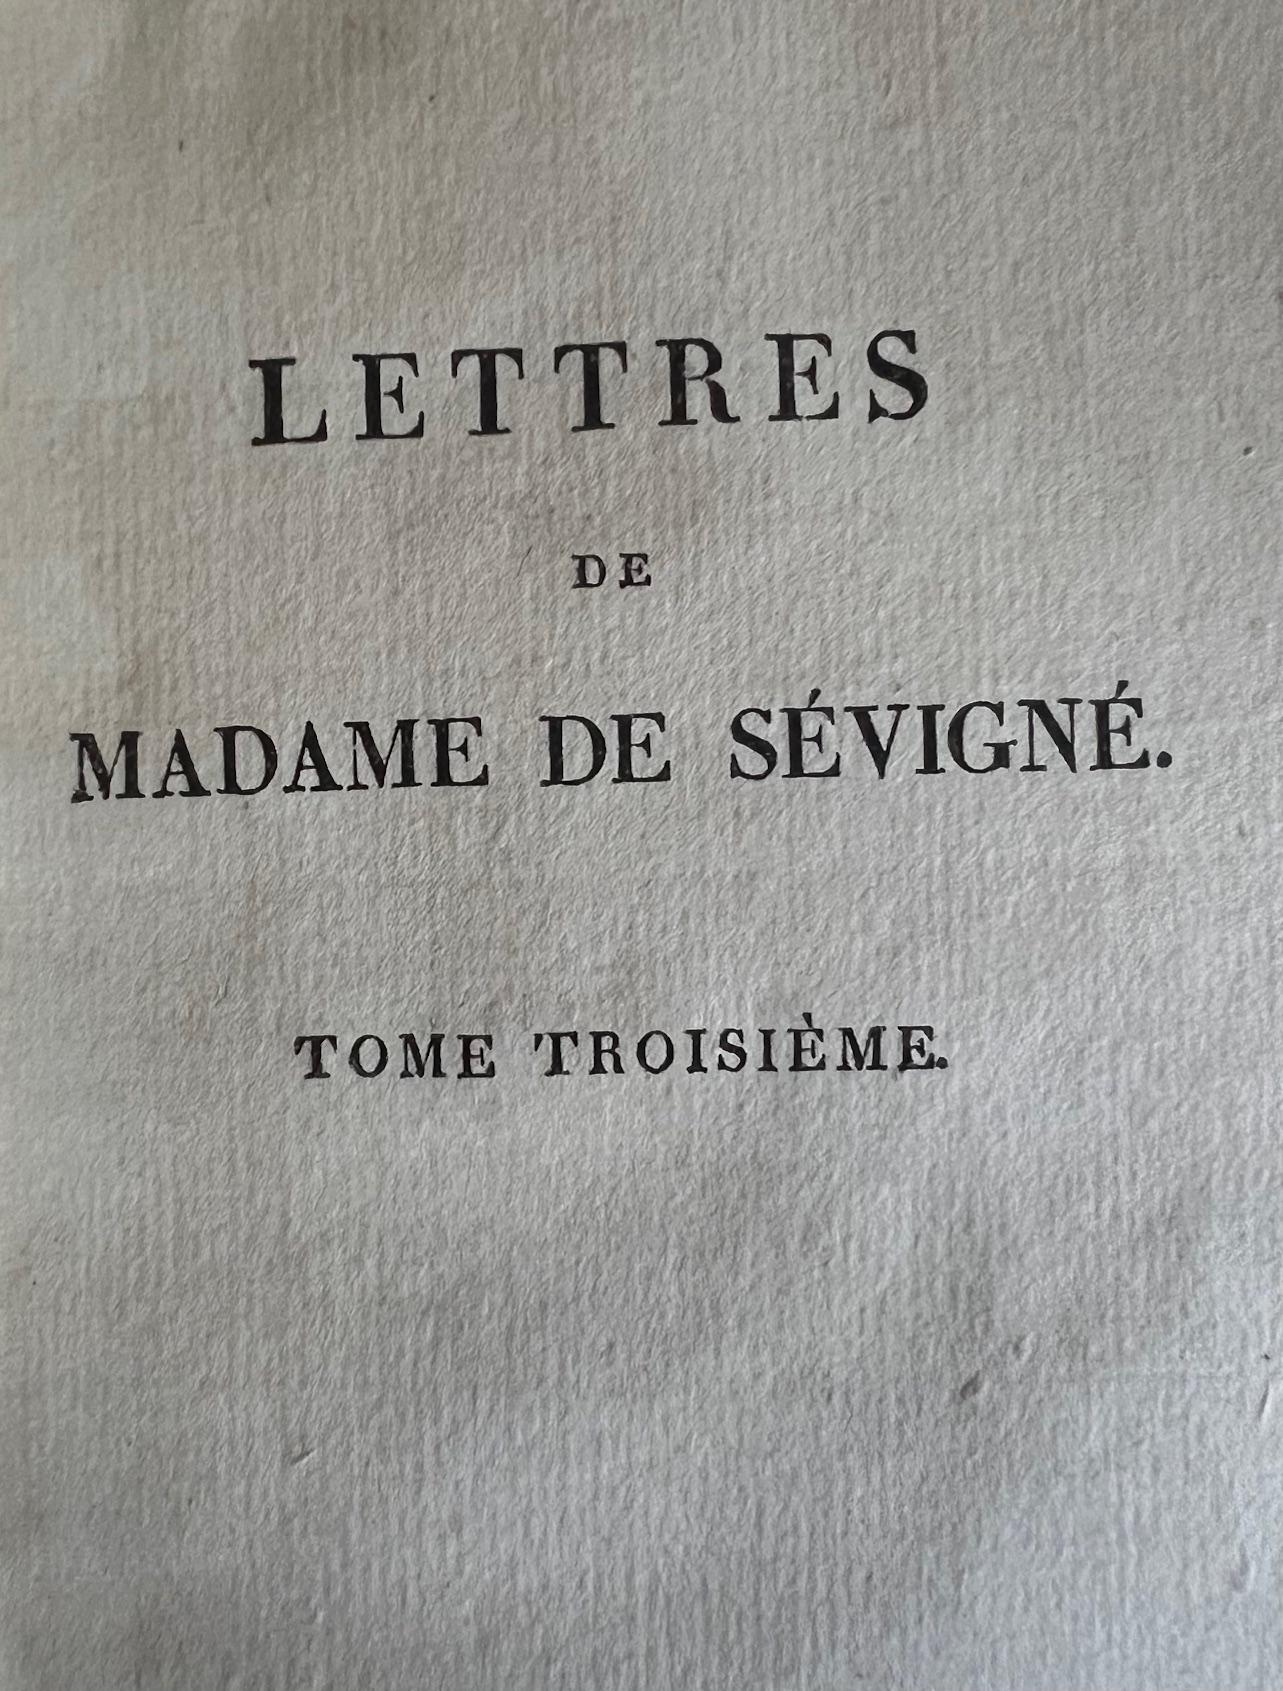 LETTRES
DE
MADAME DE SÉVIGNÉ.
TOME TROISIÈME.